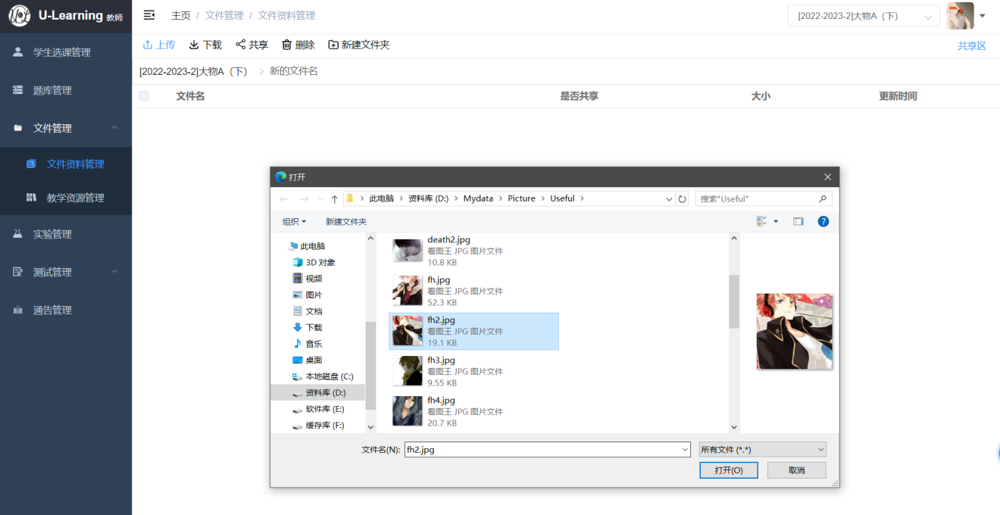 U-Learning 教师
主页 / 文件管理 / 文件资料管理
[2022-2023-2]大物A（下）
上传 下载 共享 删除 新建文件夹
共享区
[2022-2023-2]大物A（下） 新的文件名
文件名 是否共享 大小 更新时间
学生选课管理
题库管理
文件管理
文件资料管理
教学资源管理
实验管理
测试管理
通告管理
打开
此电脑 资料库 (D:) Mydata Picture Useful
搜索"Useful"
组织 新建文件夹
此电脑
3D 对象
视频
图片
文档
下载
音乐
桌面
本地磁盘 (C:)
资料库 (D:)
软件库 (E:)
缓存库 (F:)
death2.jpg
看图王 JPG 图片文件
10.8 KB
fh.jpg
看图王 JPG 图片文件
52.3 KB
fh2.jpg
看图王 JPG 图片文件
19.1 KB
fh3.jpg
看图王 JPG 图片文件
9.55 KB
fh4.jpg
看图王 JPG 图片文件
20.7 KB
文件名(N): fh2.jpg 所有文件 (*.*)
打开(O) 取消